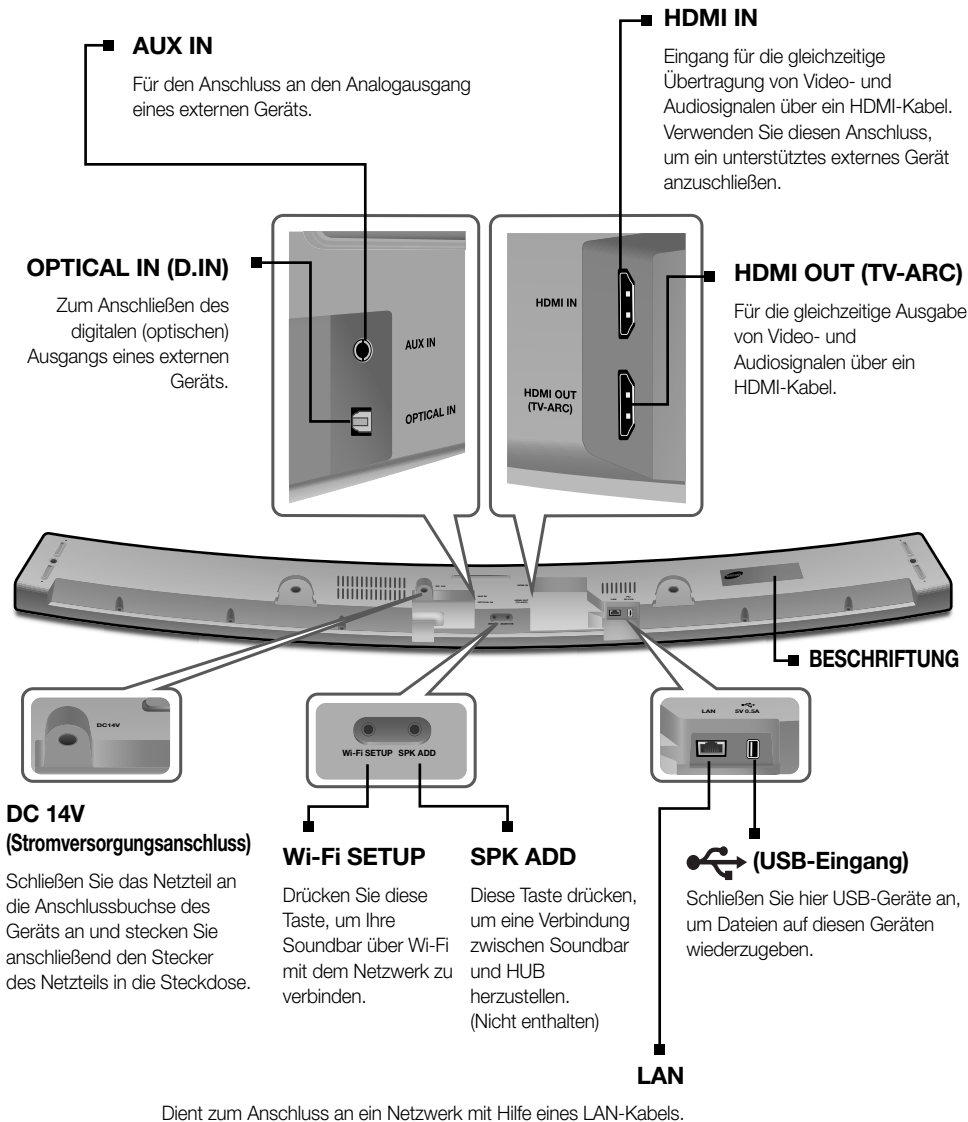 AUX IN
Für den Anschluss an den Analogausgang
eines externen Geräts.
HDMI IN
Eingang für die gleichzeitige
Übertragung von Video- und
Audiosignalen über ein HDMI-Kabel.
Verwenden Sie diesen Anschluss,
um ein unterstütztes externes Gerät
anzuschließen.
OPTICAL IN (D.IN)
Zum Anschließen des
digitalen (optischen)
Ausgangs eines externen
Geräts.
AUX IN
OPTICAL IN
HDMI IN
HDMI OUT
(TV-ARC)
HDMI OUT (TV-ARC)
Für die gleichzeitige Ausgabe
von Video- und
Audiosignalen über ein
HDMI-Kabel.
BESCHRIFTUNG
DC14V
Wi-Fi SETUP SPK ADD
LAN
5V 0.5A
DC 14V
(Stromversorgungsanschluss)
Schließen Sie das Netzteil an
die Anschlussbuchse des
Geräts an und stecken Sie
anschließend den Stecker
des Netzteils in die Steckdose.
Wi-Fi SETUP
Drücken Sie diese
Taste, um Ihre
Soundbar über Wi-Fi
mit dem Netzwerk zu
verbinden.
SPK ADD
Diese Taste drücken,
um eine Verbindung
zwischen Soundbar
und HUB
herzustellen.
(Nicht enthalten)
(USB-Eingang)
Schließen Sie hier USB-Geräte an,
um Dateien auf diesen Geräten
wiederzugeben.
LAN
Dient zum Anschluss an ein Netzwerk mit Hilfe eines LAN-Kabels.